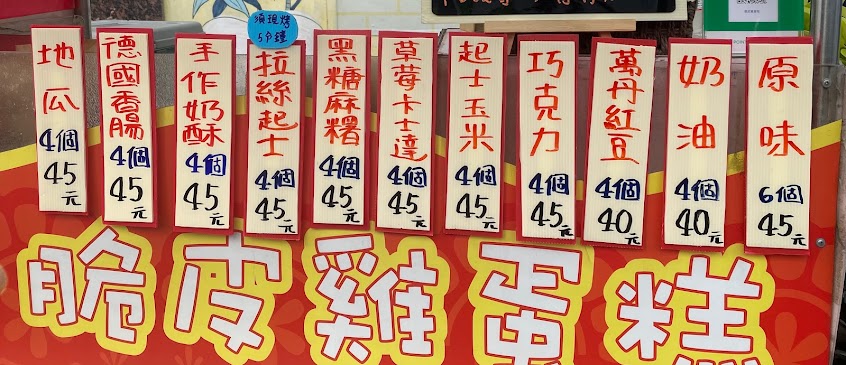 原味 6個 45元
奶油 4個 40元
萬丹紅豆 4個 40元
巧克力 4個 45元
起士玉米 4個 45元
草莓卡士達 4個 45元
黑糖麻糬 4個 45元
須現烤
5分鐘
拉絲起士 4個 45元
手作奶酥 4個 45元
德國香腸 4個 45元
地瓜 4個 45元
脆皮雞蛋糕